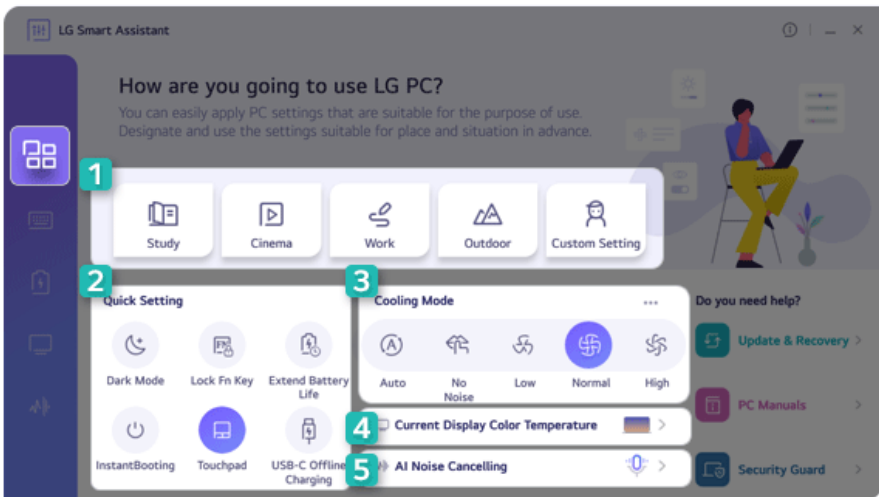 LG Smart Assistant
How are you going to use LG PC?
You can easily apply PC settings that are suitable for the purpose of use.
Designate and use the settings suitable for place and situation in advance.
1
Study
Cinema
Work
Outdoor
Custom Setting
2
Quick Setting
Dark Mode
Lock Fn Key
Extend Battery
Life
InstantBooting
Touchpad
USB-C Offline
Charging
3
Cooling Mode
Auto
No
Noise
Low
Normal
High
4
Current Display Color Temperature
5
AI Noise Cancelling
Do you need help?
Update & Recovery
PC Manuals
Security Guard